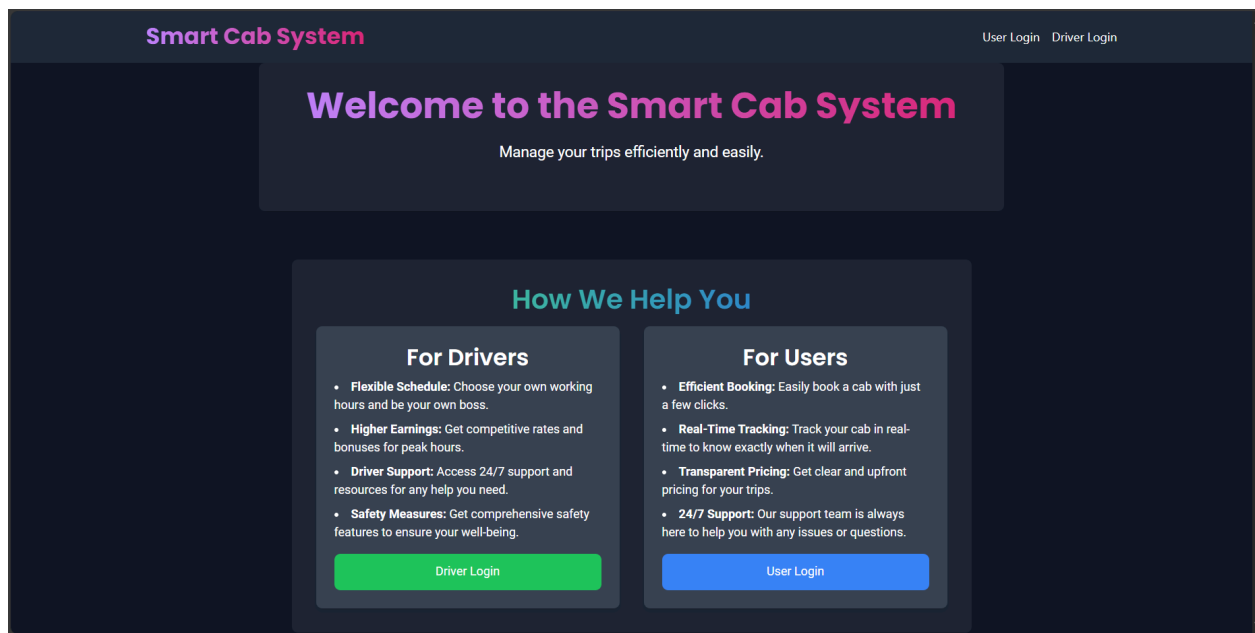 Smart Cab System
User Login Driver Login
Welcome to the Smart Cab System
Manage your trips efficiently and easily.
How We Help You
For Drivers
• Flexible Schedule: Choose your own working
hours and be your own boss.
• Higher Earnings: Get competitive rates and
bonuses for peak hours.
• Driver Support: Access 24/7 support and
resources for any help you need.
• Safety Measures: Get comprehensive safety
features to ensure your well-being.
Driver Login
For Users
• Efficient Booking: Easily book a cab with just
a few clicks.
• Real-Time Tracking: Track your cab in real-
time to know exactly when it will arrive.
• Transparent Pricing: Get clear and upfront
pricing for your trips.
• 24/7 Support: Our support team is always
here to help you with any issues or questions.
User Login